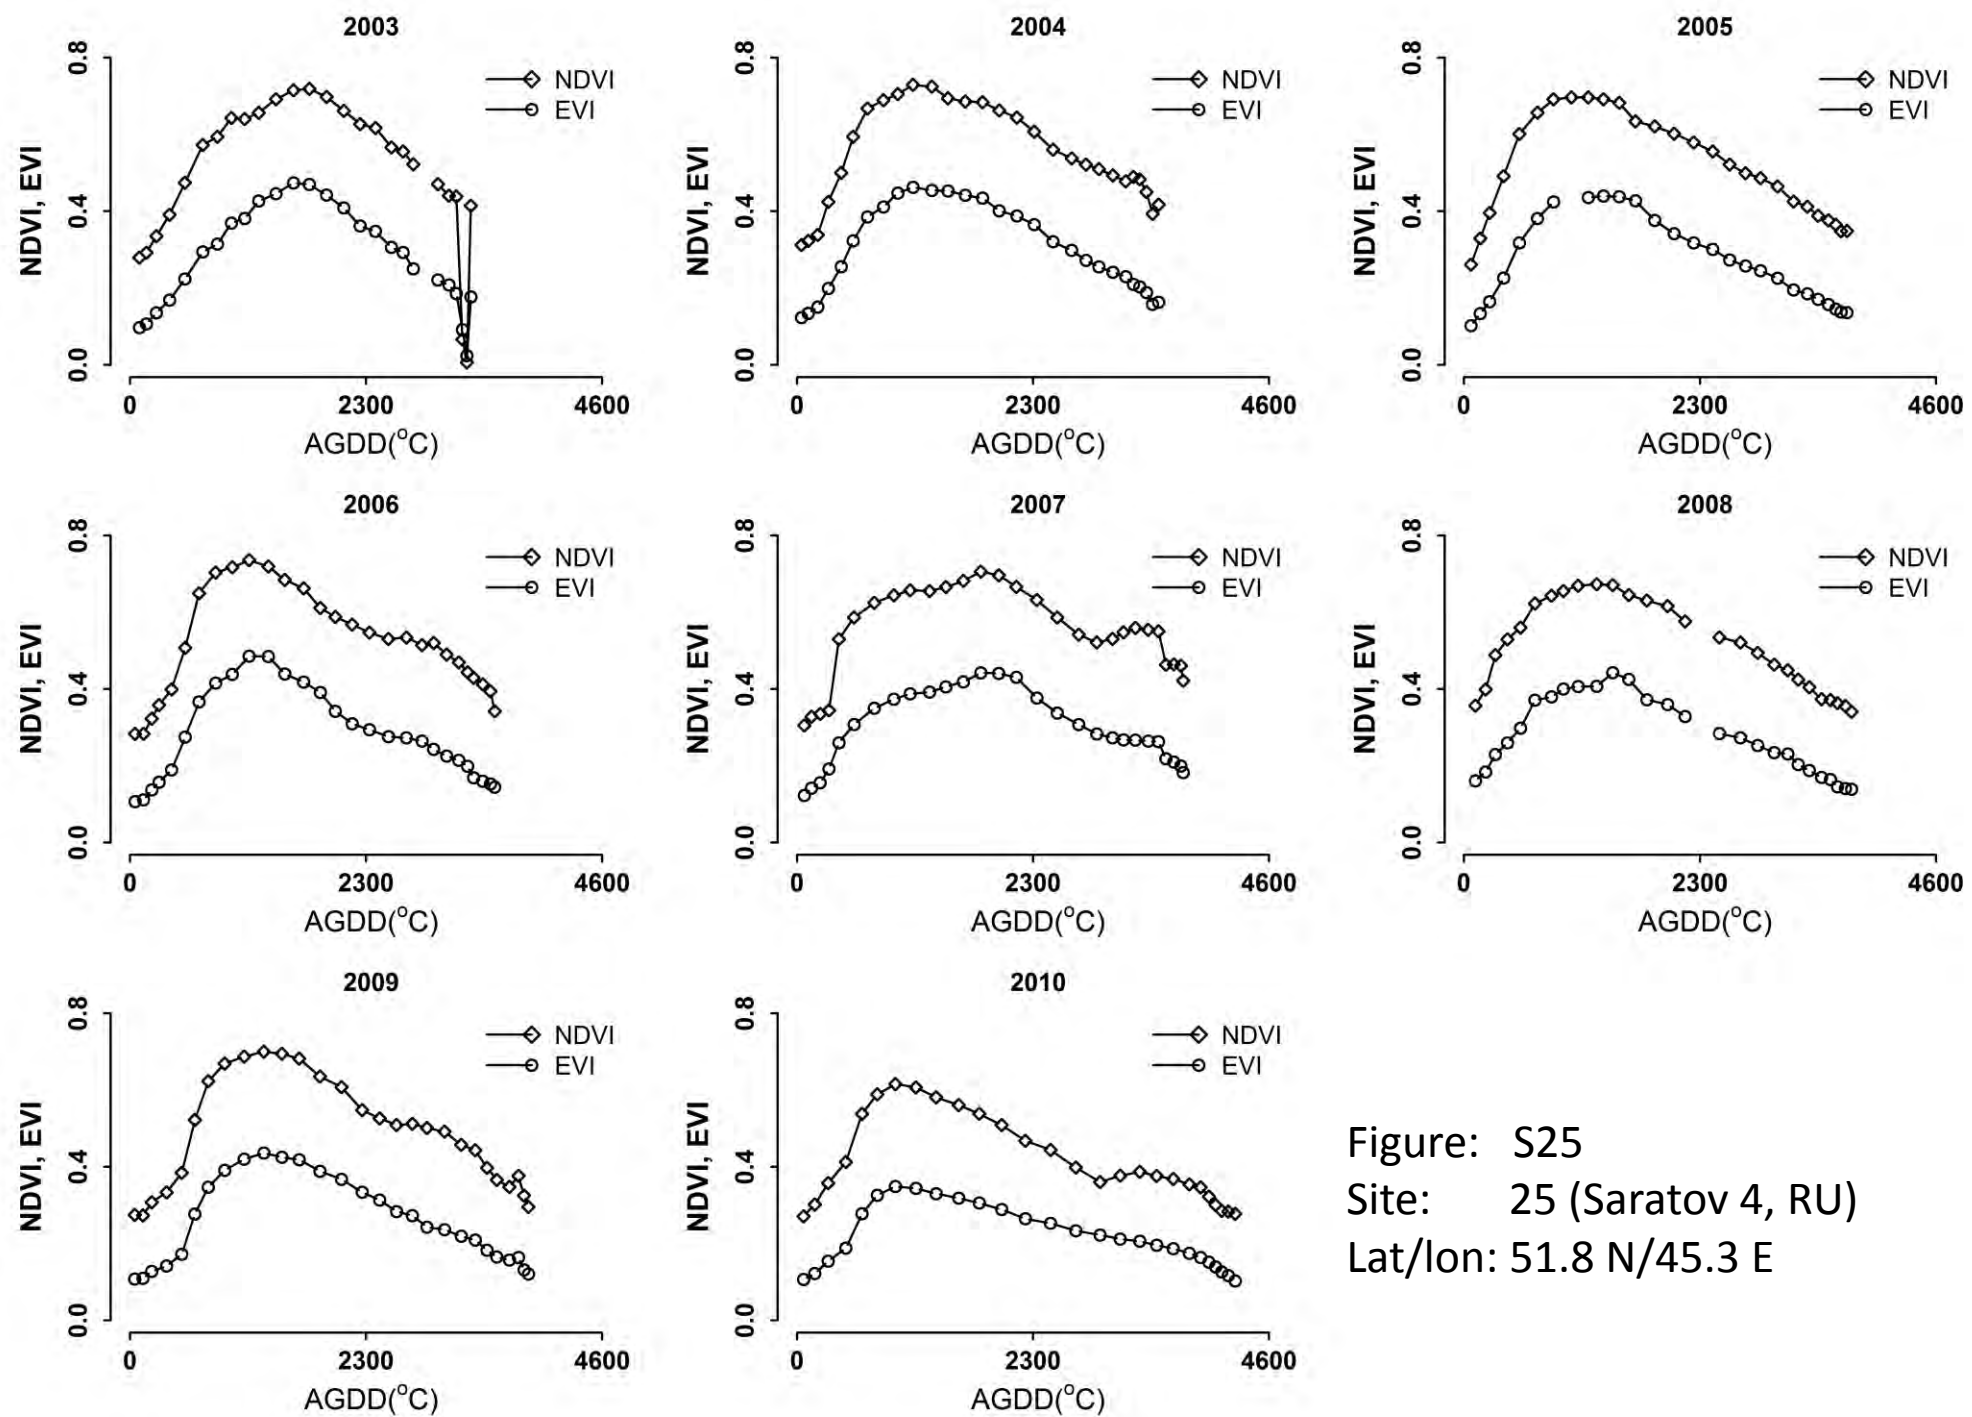 2003
0.8
NDVI
EVI
NDVI, EVI
0.4
0.0
0 2300 4600
AGDD(°C)
2004
0.8
NDVI
EVI
NDVI, EVI
0.4
0.0
0 2300 4600
AGDD(°C)
2005
0.8
NDVI
EVI
NDVI, EVI
0.4
0.0
0 2300 4600
AGDD(°C)
2006
0.8
NDVI
EVI
NDVI, EVI
0.4
0.0
0 2300 4600
AGDD(°C)
2007
0.8
NDVI
EVI
NDVI, EVI
0.4
0.0
0 2300 4600
AGDD(°C)
2008
0.8
NDVI
EVI
NDVI, EVI
0.4
0.0
0 2300 4600
AGDD(°C)
2009
0.8
NDVI
EVI
NDVI, EVI
0.4
0.0
0 2300 4600
AGDD(°C)
2010
0.8
NDVI
EVI
NDVI, EVI
0.4
0.0
0 2300 4600
AGDD(°C)
Figure: S25
Site: 25 (Saratov 4, RU)
Lat/lon: 51.8 N/45.3 E